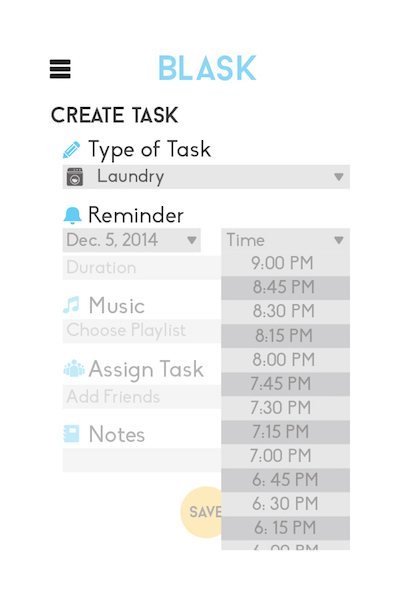 BLASK
CREATE TASK
Type of Task
Laundry
Reminder
Dec. 5, 2014
Time
Duration
Music
Choose Playlist
Assign Task
Add Friends
Notes
SAVE
9:00 PM
8:45 PM
8:30 PM
8:15 PM
8:00 PM
7:45 PM
7:30 PM
7:15 PM
7:00 PM
6: 45 PM
6: 30 PM
6: 15 PM